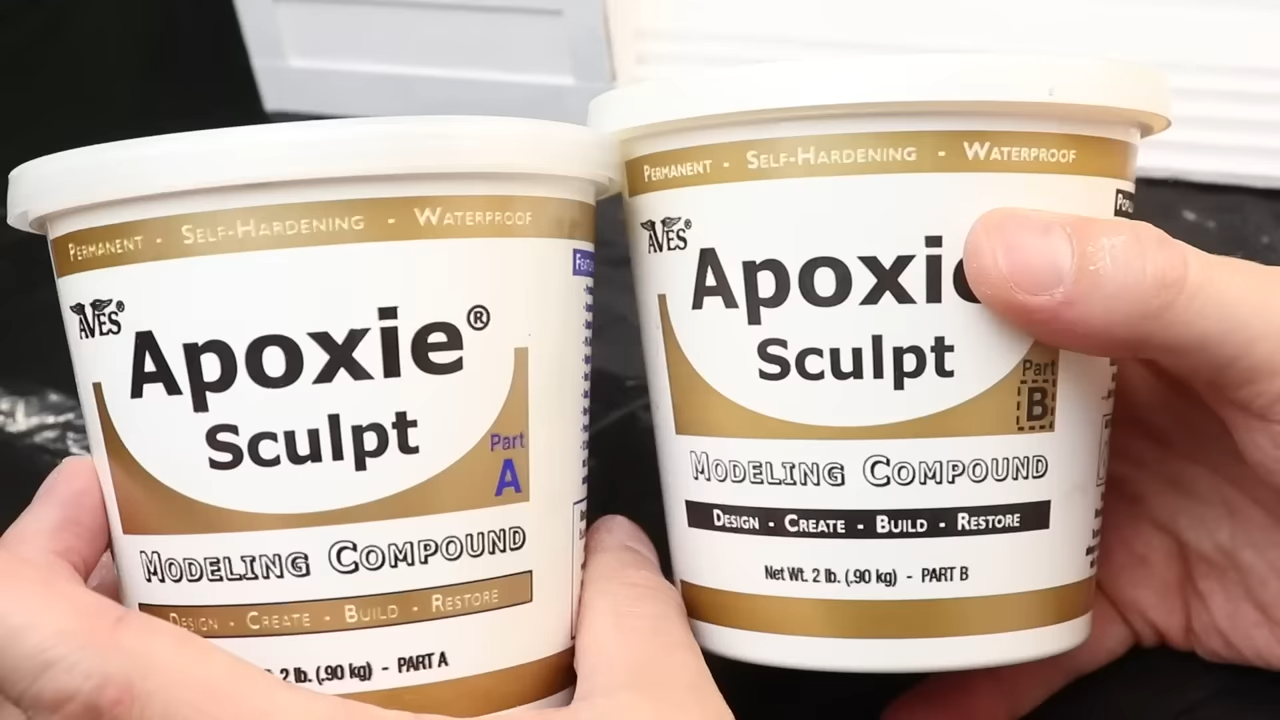 PERMANENT - SELF-HARDENING - WATERPROOF
AVES®
Apoxie®
Sculpt
Part
A
MODELING COMPOUND
DESIGN - CREATE - BUILD - RESTORE
2 lb. (.90 kg) - PART A
PERMANENT - SELF-HARDENING - WATERPROOF
AVES®
Apoxie
Sculpt
Part
B
MODELING COMPOUND
DESIGN - CREATE - BUILD - RESTORE
Net Wt. 2 lb. (.90 kg) - PART B